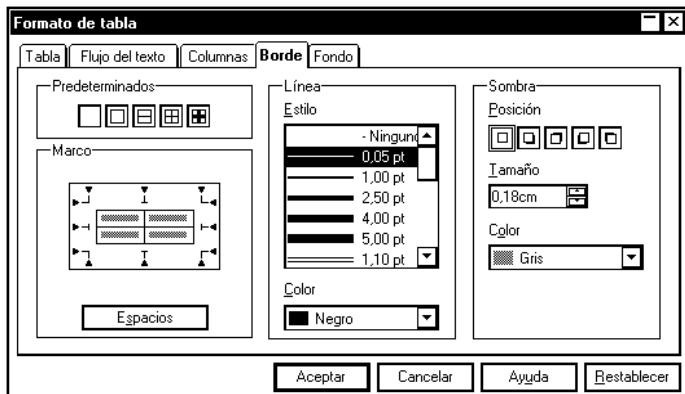 Formato de tabla
Tabla Flujo del texto Columnas Borde Fondo
Predeterminados
Marco
Espacios
Línea
Estilo
- Ninguno
0,05 pt
1,00 pt
2,50 pt
4,00 pt
5,00 pt
1,10 pt
Color
Negro
Sombra
Posición
Tamaño
0,18cm
Color
Gris
Aceptar Cancelar Ayuda Restablecer